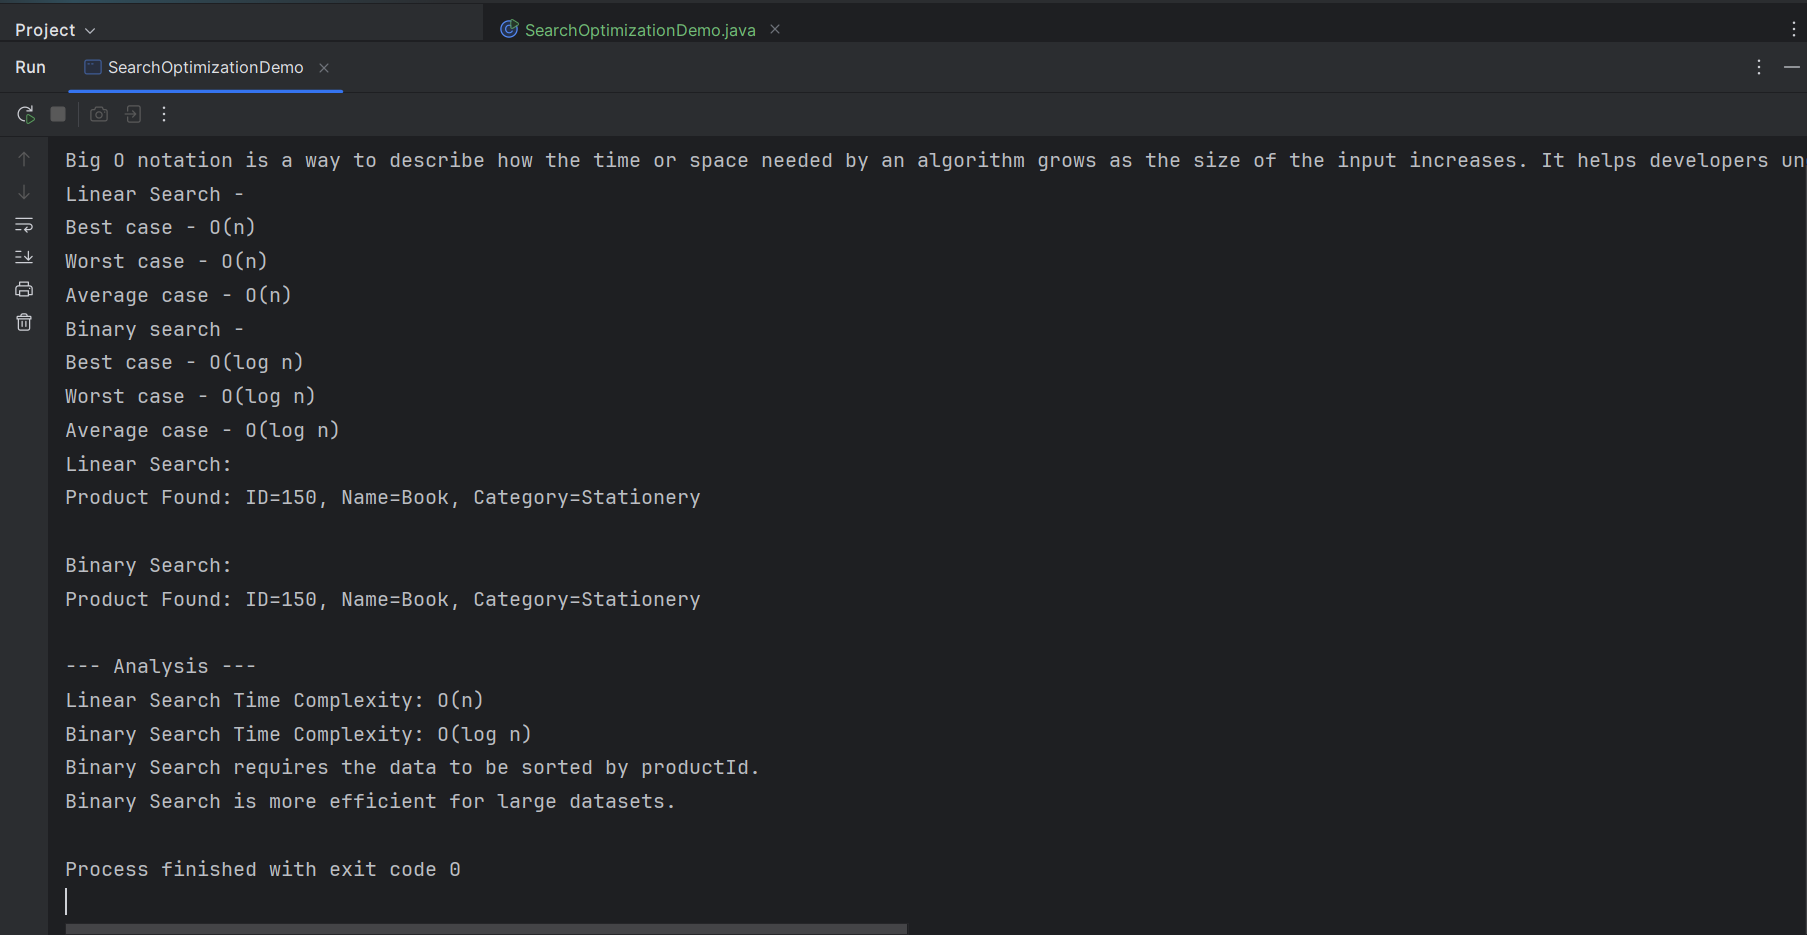 Project
SearchOptimizationDemo.java
Run
SearchOptimizationDemo
Big O notation is a way to describe how the time or space needed by an algorithm grows as the size of the input increases. It helps developers un
Linear Search -
Best case - O(n)
Worst case - O(n)
Average case - O(n)
Binary search -
Best case - O(log n)
Worst case - O(log n)
Average case - O(log n)
Linear Search:
Product Found: ID=150, Name=Book, Category=Stationery
Binary Search:
Product Found: ID=150, Name=Book, Category=Stationery
--- Analysis ---
Linear Search Time Complexity: O(n)
Binary Search Time Complexity: O(log n)
Binary Search requires the data to be sorted by productId.
Binary Search is more efficient for large datasets.
Process finished with exit code 0